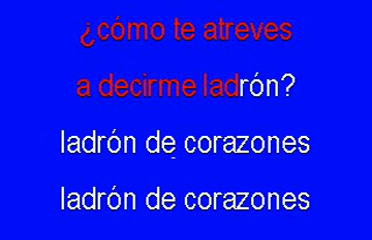 ¿cómo te atreves
a decirme ladrón?
ladrón de corazones
ladrón de corazones